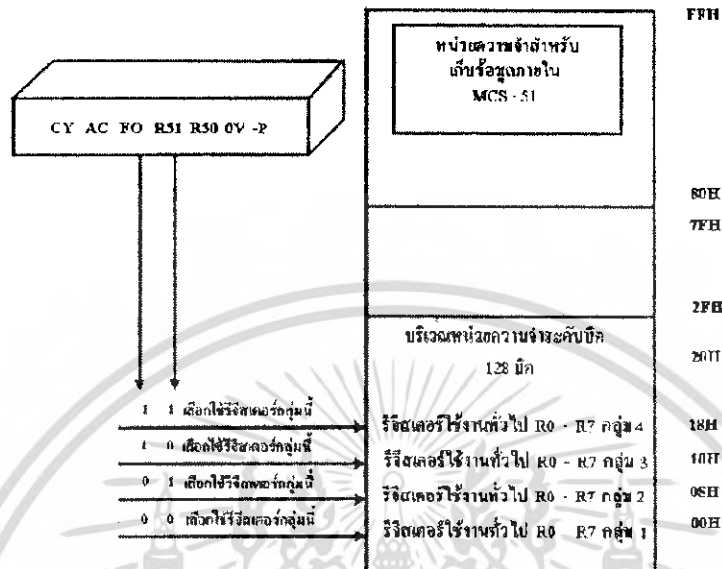 FFH
หน่วยความจำสำหรับ
เก็บข้อมูลภายใน
MCS - 51
CY AC FO R51 R50 0V -P
80H
7FH
2FH
บริเวณหน่วยความจำระดับบิต
128 บิต
20H
1 1 เลือกใช้รีจิสเตอร์กลุ่มนี้
รีจิสเตอร์ใช้งานทั่วไป R0 - R7 กลุ่ม 4
18H
1 0 เลือกใช้รีจิสเตอร์กลุ่มนี้
รีจิสเตอร์ใช้งานทั่วไป R0 - R7 กลุ่ม 3
10H
0 1 เลือกใช้รีจิสเตอร์กลุ่มนี้
รีจิสเตอร์ใช้งานทั่วไป R0 - R7 กลุ่ม 2
08H
0 0 เลือกใช้รีจิสเตอร์กลุ่มนี้
รีจิสเตอร์ใช้งานทั่วไป R0 R7 กลุ่ม 1
00H